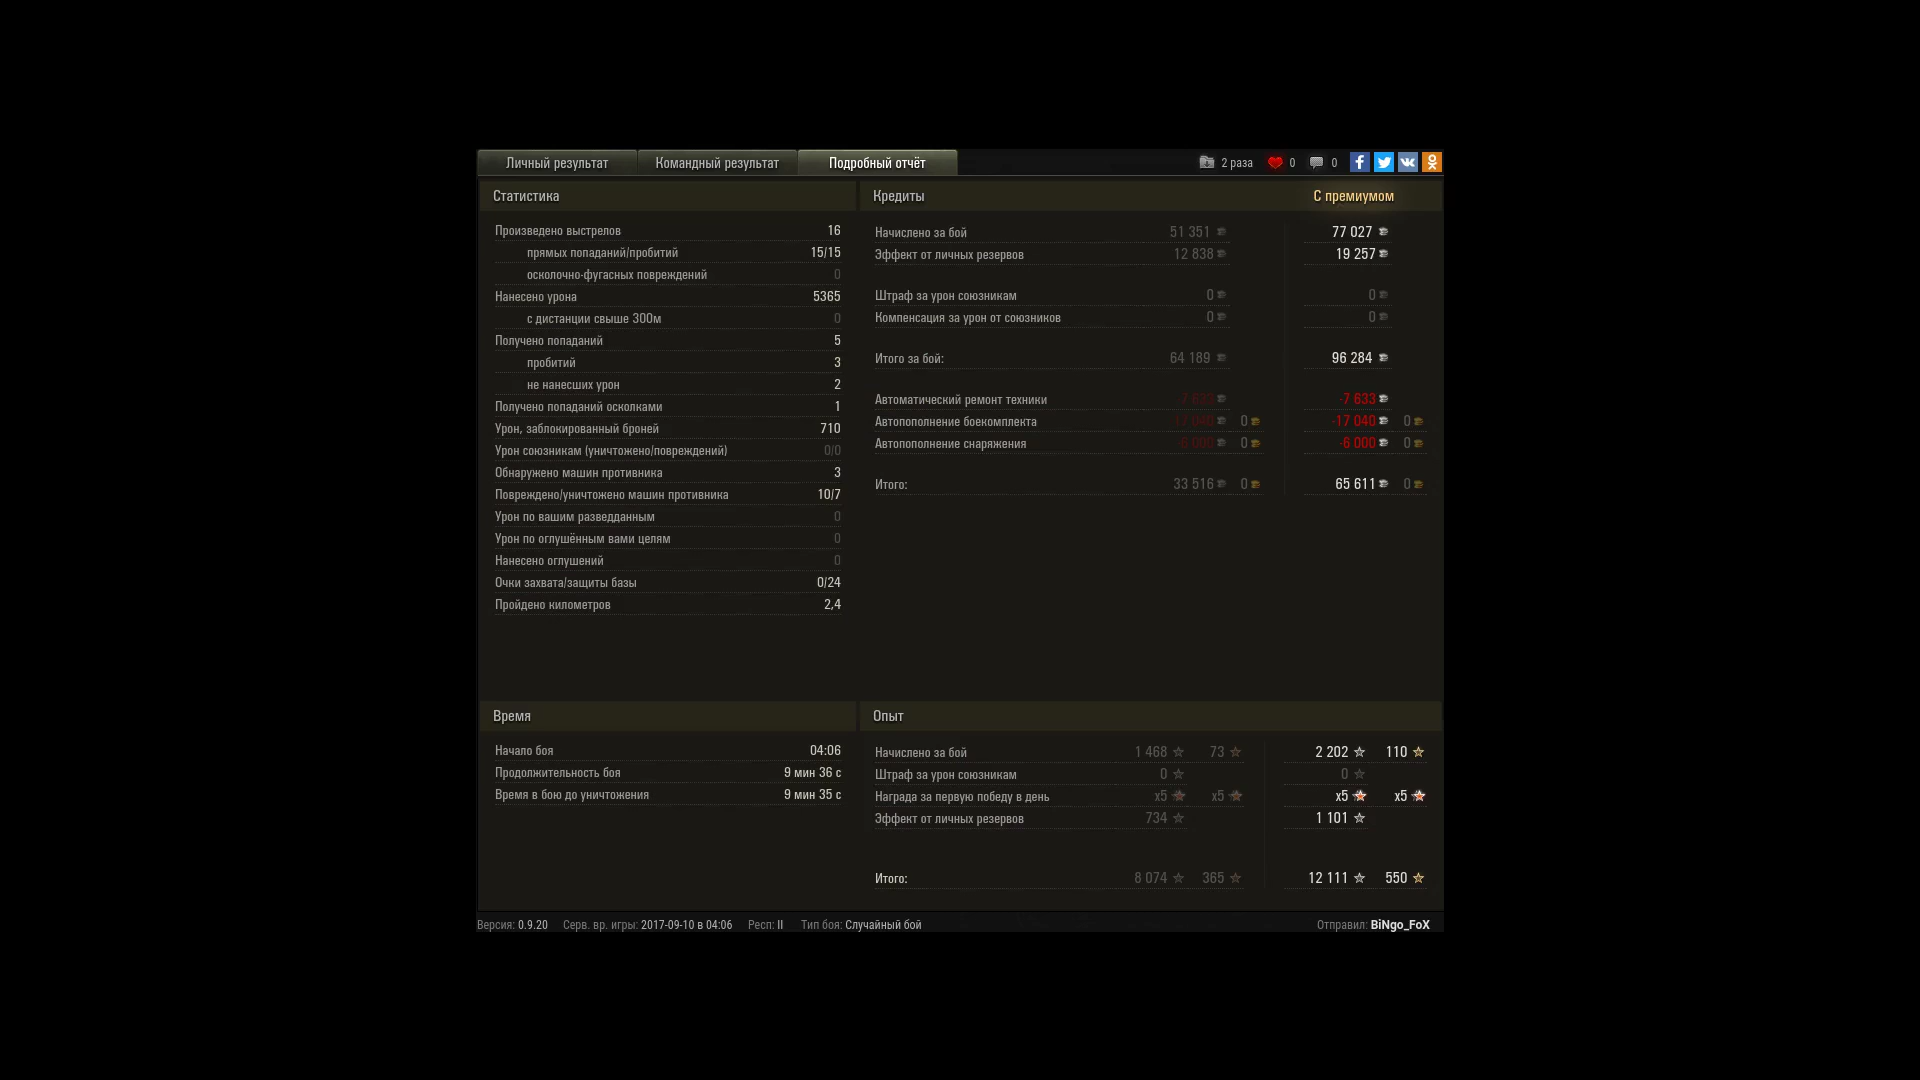 Личный результат Командный результат Подробный отчёт 2 раза 0 0
Статистика
Произведено выстрелов 16
прямых попаданий/пробитий 15/15
осколочно-фугасных повреждений 0
Нанесено урона 5365
с дистанции свыше 300м 0
Получено попаданий 5
пробитий 3
не нанесших урон 2
Получено попаданий осколками 1
Урон, заблокированный броней 710
Урон союзникам (уничтожено/повреждений) 0/0
Обнаружено машин противника 3
Повреждено/уничтожено машин противника 10/7
Урон по вашим разведданным 0
Урон по оглушённым вами целям 0
Нанесено оглушений 0
Очки захвата/защиты базы 0/24
Пройдено километров 2,4
Кредиты С премиумом
Начислено за бой 51 351 77 027
Эффект от личных резервов 12 838 19 257
Штраф за урон союзникам 0 0
Компенсация за урон от союзников 0 0
Итого за бой: 64 189 96 284
Автоматический ремонт техники -7 633 -7 633
Автопополнение боекомплекта -17 040 0 -17 040 0
Автопополнение снаряжения -6 000 0 -6 000 0
Итого: 33 516 0 65 611 0
Время
Начало боя 04:06
Продолжительность боя 9 мин 36 с
Время в бою до уничтожения 9 мин 35 с
Опыт
Начислено за бой 1 468 73 2 202 110
Штраф за урон союзникам 0 0
Награда за первую победу в день x5 x5 x5 x5
Эффект от личных резервов 734 1 101
Итого: 8 074 365 12 111 550
Версия: 0.9.20 Серв. вр. игры: 2017-09-10 в 04:06 Респ: II Тип боя: Случайный бой Отправил: BiNgo_FoX